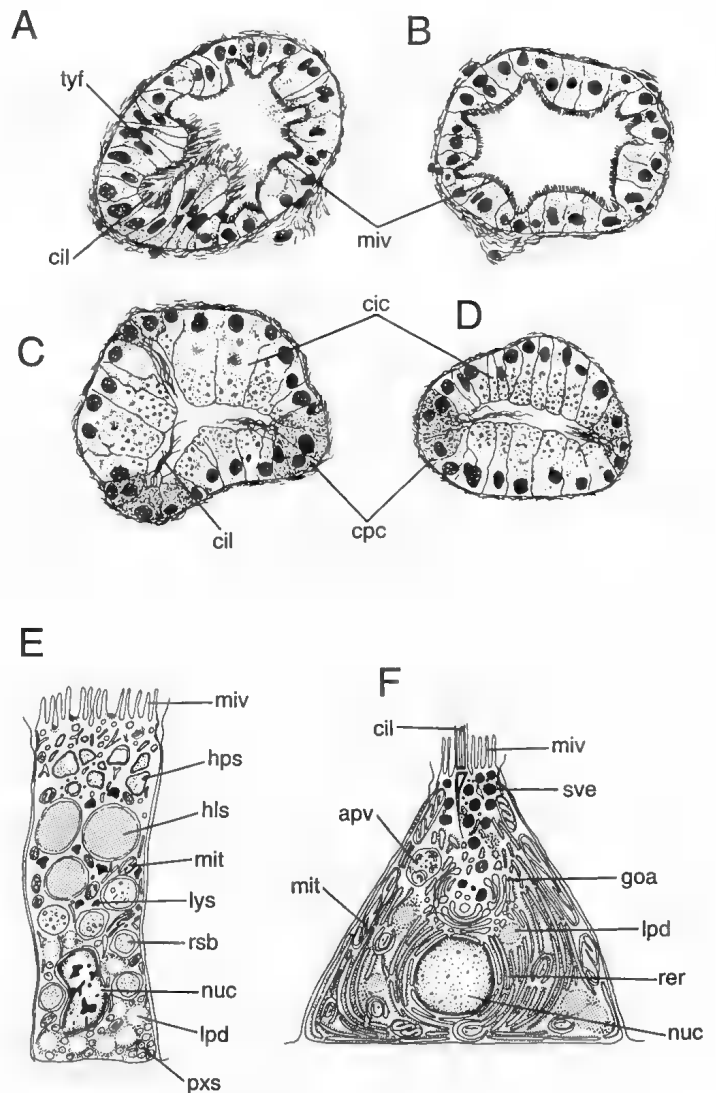 A
B
tyf
miv
cil
cic
C
D
cil
cpc
E
F
miv
cil
miv
hps
sve
apv
hls
mit
goa
mit
lys
lpd
rsb
rer
nuc
nuc
lpd
pxs